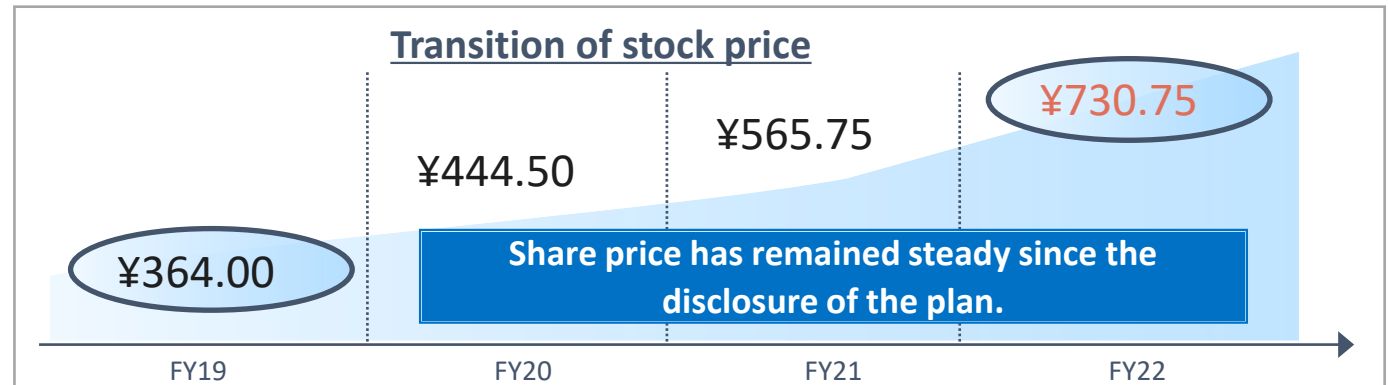 Transition of stock price
¥730.75
¥565.75
¥444.50
¥364.00
Share price has remained steady since the
disclosure of the plan.
FY19 FY20 FY21 FY22